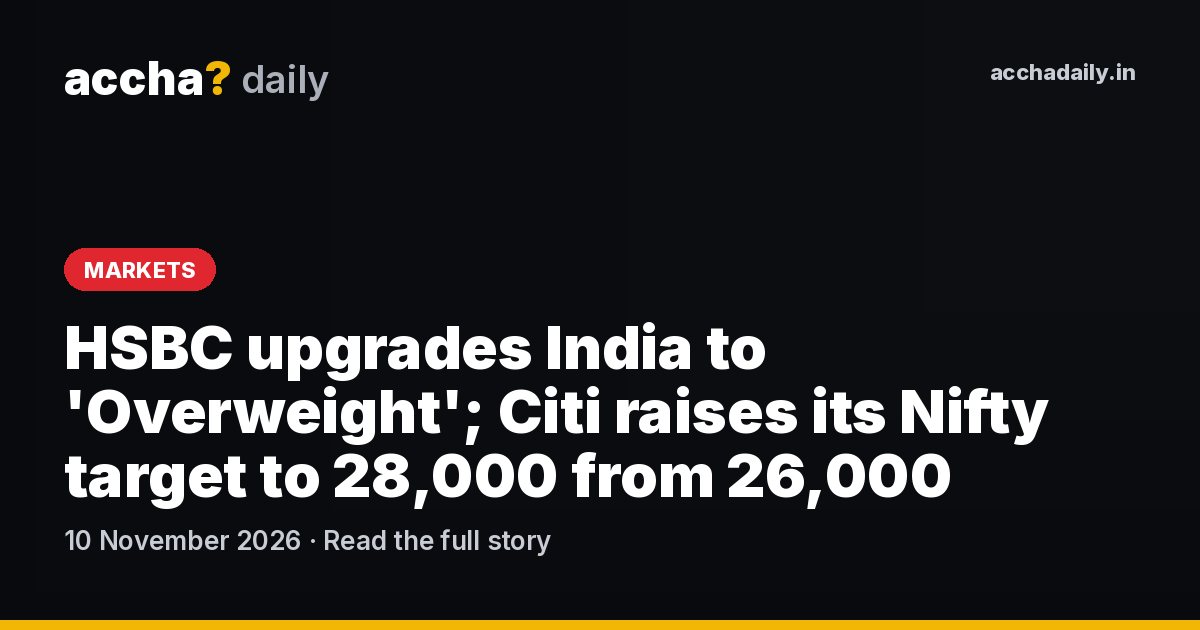 accha? daily
acchadaily.in
MARKETS
HSBC upgrades India to
'Overweight'; Citi raises its Nifty
target to 28,000 from 26,000
10 November 2026 · Read the full story